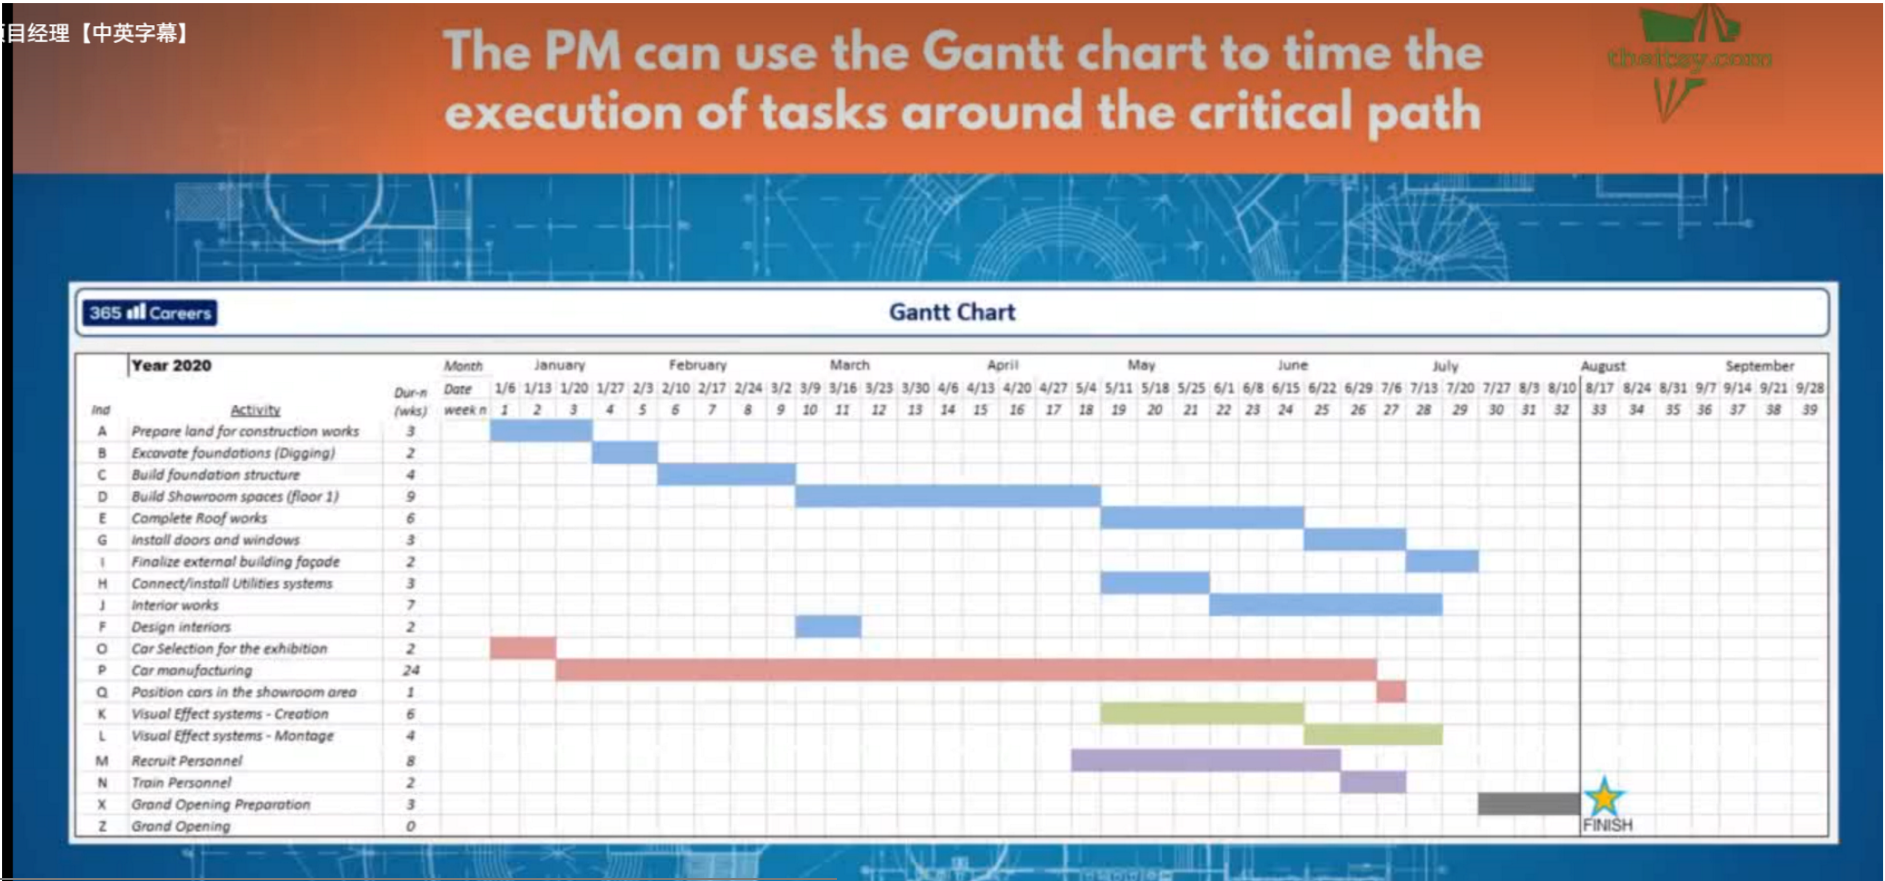 项目经理【中英字幕】
The PM can use the Gantt chart to time the
execution of tasks around the critical path
365 Careers
Gantt Chart
Year 2020 Month January February March April May June July August September
Dur-n Date 1/6 1/13 1/20 1/27 2/3 2/10 2/17 2/24 3/2 3/9 3/16 3/23 3/30 4/6 4/13 4/20 4/27 5/4 5/11 5/18 5/25 6/1 6/8 6/15 6/22 6/29 7/6 7/13 7/20 7/27 8/3 8/10 8/17 8/24 8/31 9/7 9/14 9/21 9/28
Ind Activity (wks) week n 1 2 3 4 5 6 7 8 9 10 11 12 13 14 15 16 17 18 19 20 21 22 23 24 25 26 27 28 29 30 31 32 33 34 35 36 37 38 39
A Prepare land for construction works 3
B Excavate foundations (Digging) 2
C Build foundation structure 4
D Build Showroom spaces (floor 1) 9
E Complete Roof works 6
G Install doors and windows 3
I Finalize external building façade 2
H Connect/install Utilities systems 3
J Interior works 7
F Design interiors 2
O Car Selection for the exhibition 2
P Car manufacturing 24
Q Position cars in the showroom area 1
K Visual Effect systems - Creation 6
L Visual Effect systems - Montage 4
M Recruit Personnel 8
N Train Personnel 2
X Grand Opening Preparation 3
Z Grand Opening 0
FINISH